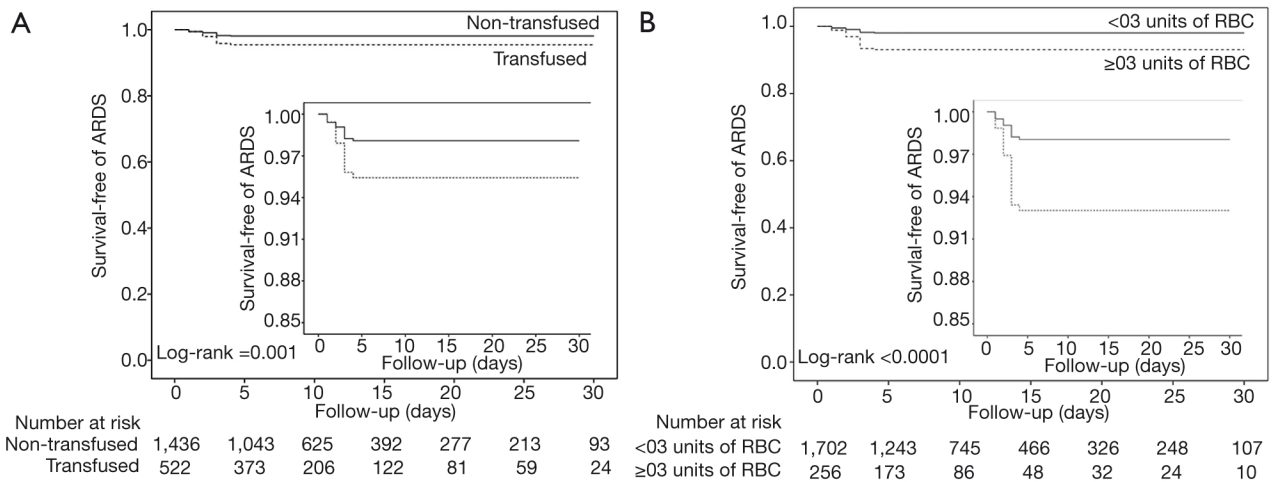 A
Survival-free of ARDS
1.0
0.8
0.6
0.4
0.2
0.0
Non-transfused
Transfused
Survival-free of ARDS
1.00
0.97
0.94
0.91
0.88
0.85
0 5 10 15 20 25 30
Follow-up (days)
Log-rank =0.001
0 5 10 15 20 25 30
Follow-up (days)
Number at risk
Non-transfused 1,436 1,043 625 392 277 213 93
Transfused 522 373 206 122 81 59 24
B
Survival-free of ARDS
1.0
0.8
0.6
0.4
0.2
0.0
<03 units of RBC
≥03 units of RBC
Survlal-free of ARDS
1.00
0.97
0.94
0.91
0.88
0.85
0 5 10 15 20 25 30
Follow-up (days)
Log-rank <0.0001
0 5 10 15 20 25 30
Follow-up (days)
Number at risk
<03 units of RBC 1,702 1,243 745 466 326 248 107
≥03 units of RBC 256 173 86 48 32 24 10